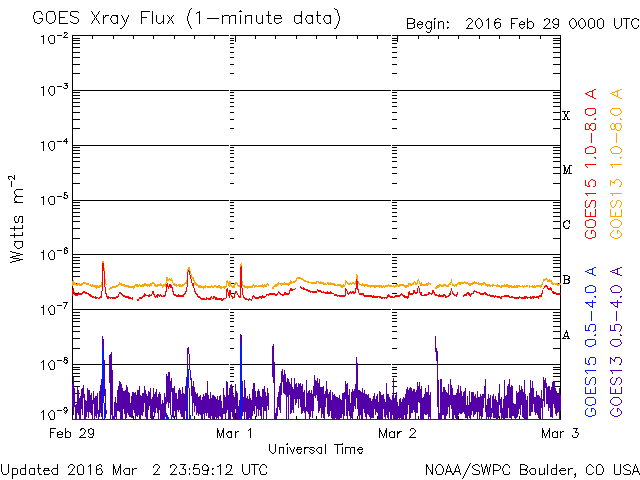 GOES Xray Flux (1-minute data)
Begin: 2016 Feb 29 0000 UTC
Watts m⁻²
10⁻²
10⁻³
10⁻⁴
10⁻⁵
10⁻⁶
10⁻⁷
10⁻⁸
10⁻⁹
X
M
C
B
A
GOES15 1.0-8.0 A
GOES13 1.0-8.0 A
GOES15 0.5-4.0 A
GOES13 0.5-4.0 A
Feb 29
Mar 1
Mar 2
Mar 3
Universal Time
Updated 2016 Mar 2 23:59:12 UTC
NOAA/SWPC Boulder, CO USA